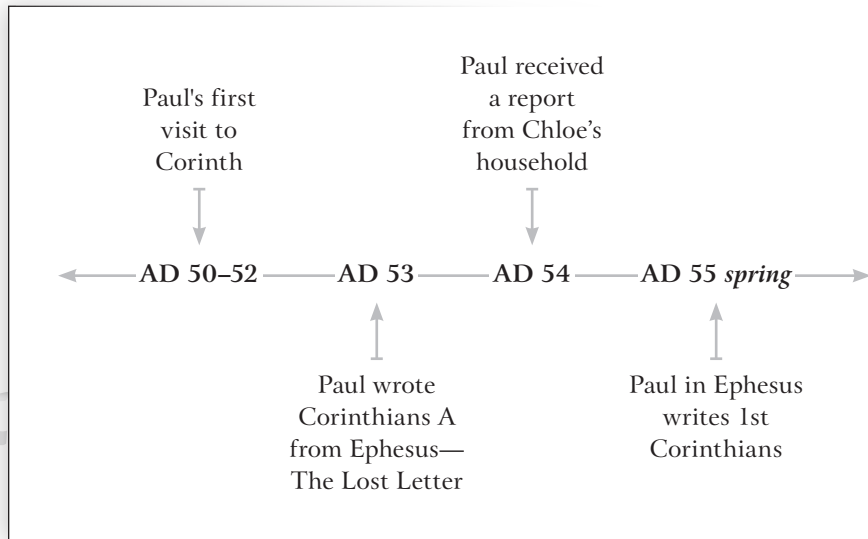 Paul's first
visit to
Corinth
Paul received
a report
from Chloe’s
household
AD 50–52
AD 53
AD 54
AD 55 spring
Paul wrote
Corinthians A
from Ephesus—
The Lost Letter
Paul in Ephesus
writes 1st
Corinthians